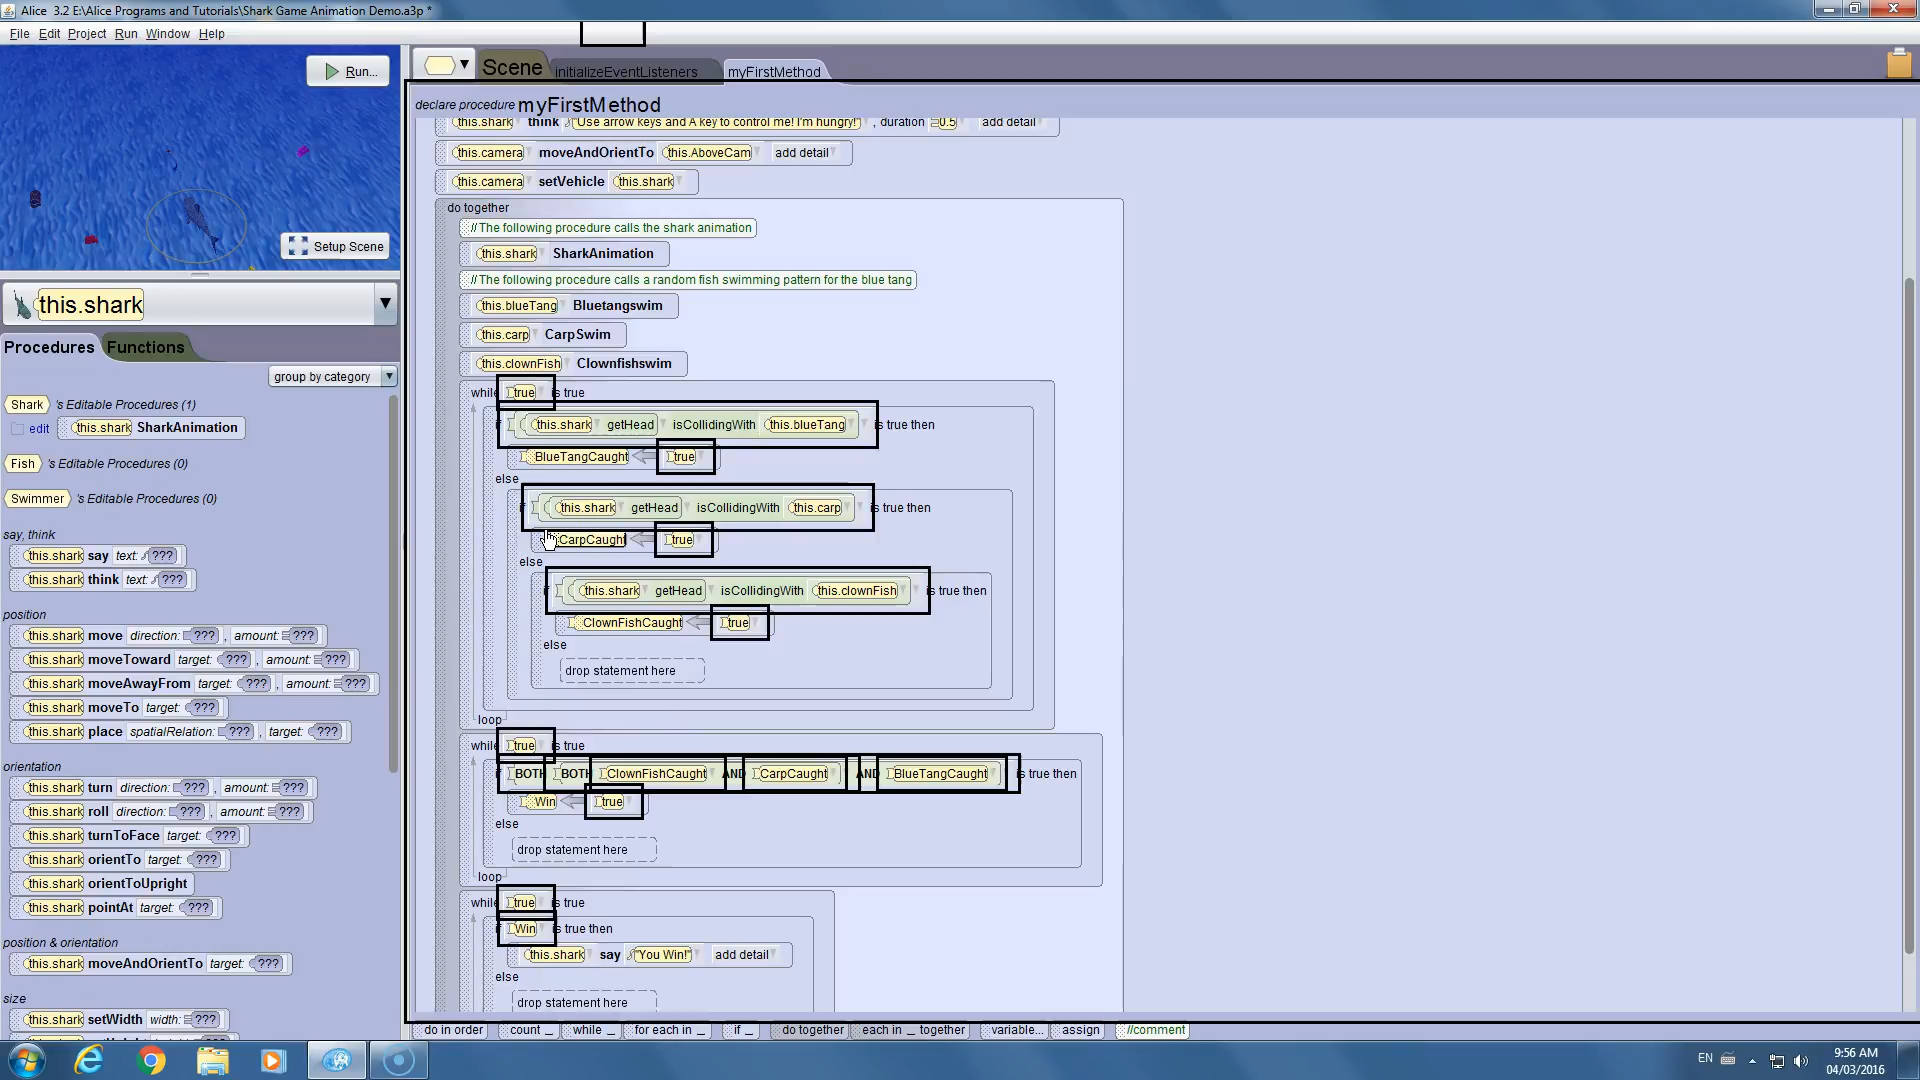 Alice 3.2 E:\Alice Programs and Tutorials\Shark Game Animation Demo.a3p *
File Edit Project Run Window Help
Run...
Setup Scene
this.shark
Procedures Functions
group by category
Shark 's Editable Procedures (1)
edit this.shark SharkAnimation
Fish 's Editable Procedures (0)
Swimmer 's Editable Procedures (0)
say, think
this.shark say text: ???
this.shark think text: ???
position
this.shark move direction: ??? , amount: ???
this.shark moveToward target: ??? , amount: ???
this.shark moveAwayFrom target: ??? , amount: ???
this.shark moveTo target: ???
this.shark place spatialRelation: ??? , target: ???
orientation
this.shark turn direction: ??? , amount: ???
this.shark roll direction: ??? , amount: ???
this.shark turnToFace target: ???
this.shark orientTo target: ???
this.shark orientToUpright
this.shark pointAt target: ???
position & orientation
this.shark moveAndOrientTo target: ???
size
this.shark setWidth width: ???
Scene initializeEventListeners myFirstMethod
declare procedure myFirstMethod
this.shark think "Use arrow keys and A key to control me! I'm hungry!" , duration 0.5 add detail
this.camera moveAndOrientTo this.AboveCam add detail
this.camera setVehicle this.shark
do together
//The following procedure calls the shark animation
this.shark SharkAnimation
//The following procedure calls a random fish swimming pattern for the blue tang
this.blueTang Bluetangswim
this.carp CarpSwim
this.clownFish Clownfishswim
while true is true
if this.shark getHead isCollidingWith this.blueTang is true then
BlueTangCaught true
else
if this.shark getHead isCollidingWith this.carp is true then
CarpCaught true
else
if this.shark getHead isCollidingWith this.clownFish is true then
ClownFishCaught true
else
drop statement here
loop
while true is true
if BOTH BOTH ClownFishCaught AND CarpCaught AND BlueTangCaught is true then
Win true
else
drop statement here
loop
while true is true
if Win is true then
this.shark say "You Win!" add detail
else
drop statement here
do in order count _ while _ for each in _ if _ do together each in _ together variable... assign //comment
EN
9:56 AM
04/03/2016